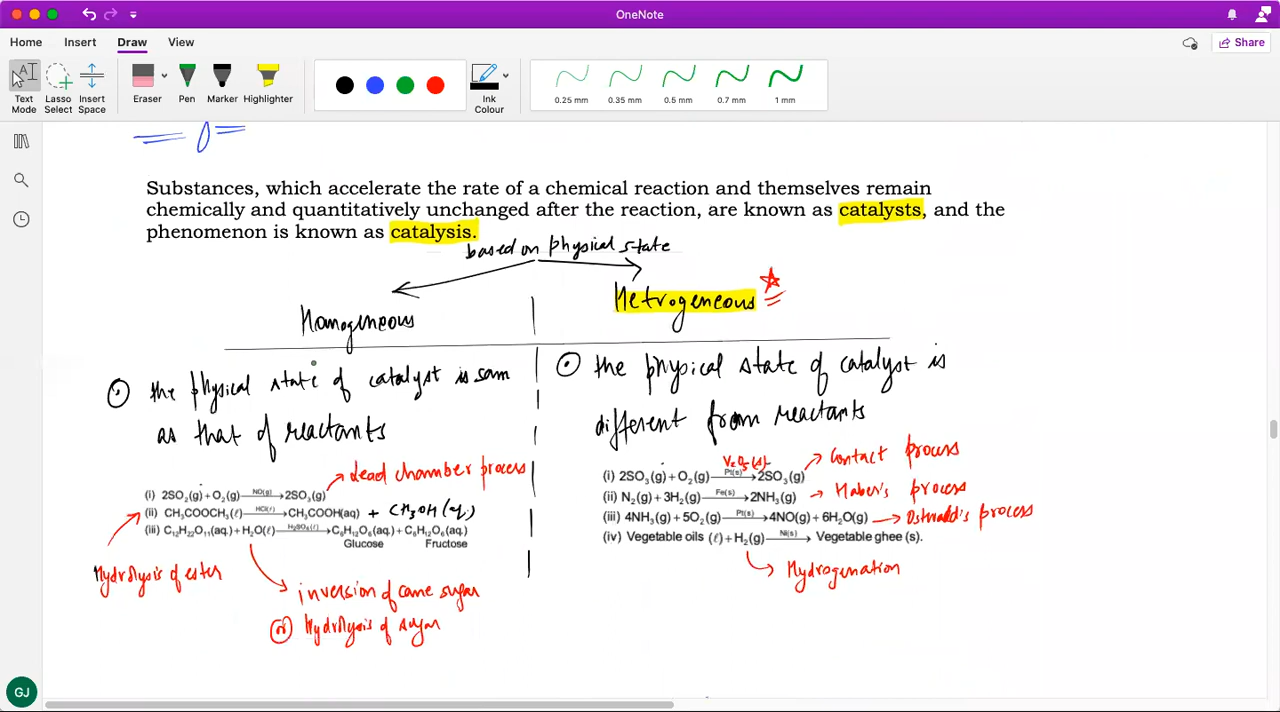 OneNote
Home Insert Draw View
Share
Text Mode
Lasso Select
Insert Space
Eraser
Pen
Marker
Highlighter
Ink Colour
0.25 mm
0.35 mm
0.5 mm
0.7 mm
1 mm
Substances, which accelerate the rate of a chemical reaction and themselves remain
chemically and quantitatively unchanged after the reaction, are known as catalysts, and the
phenomenon is known as catalysis.
based on physical state
Homogeneous
the physical state of catalyst is sam
as that of reactants
Lead chamber process
(i) 2SO₂(g) + O₂(g) —NO(g)→ 2SO₃(g)
(ii) CH₃COOCH₃(ℓ) —HCl(ℓ)→ CH₃COOH(aq) + CH₃OH (aq.)
(iii) C₁₂H₂₂O₁₁(aq.) + H₂O(ℓ) —H₂SO₄(ℓ)→ C₆H₁₂O₆(aq.) + C₆H₁₂O₆(aq.)
Glucose Fructose
Hydrolysis of ester
inversion of cane sugar
or Hydrolysis of sugar
Hetrogeneous
the physical state of catalyst is
different from reactants
V₂O₅(s)
(i) 2SO₃(g) + O₂(g) —Pt(s)→ 2SO₃(g) Contact process
(ii) N₂(g) + 3H₂(g) —Fe(s)→ 2NH₃(g) Haber's process
(iii) 4NH₃(g) + 5O₂(g) —Pt(s)→ 4NO(g) + 6H₂O(g) Ostwald's process
(iv) Vegetable oils (ℓ) + H₂(g) —Ni(s)→ Vegetable ghee (s).
Hydrogenation
GJ